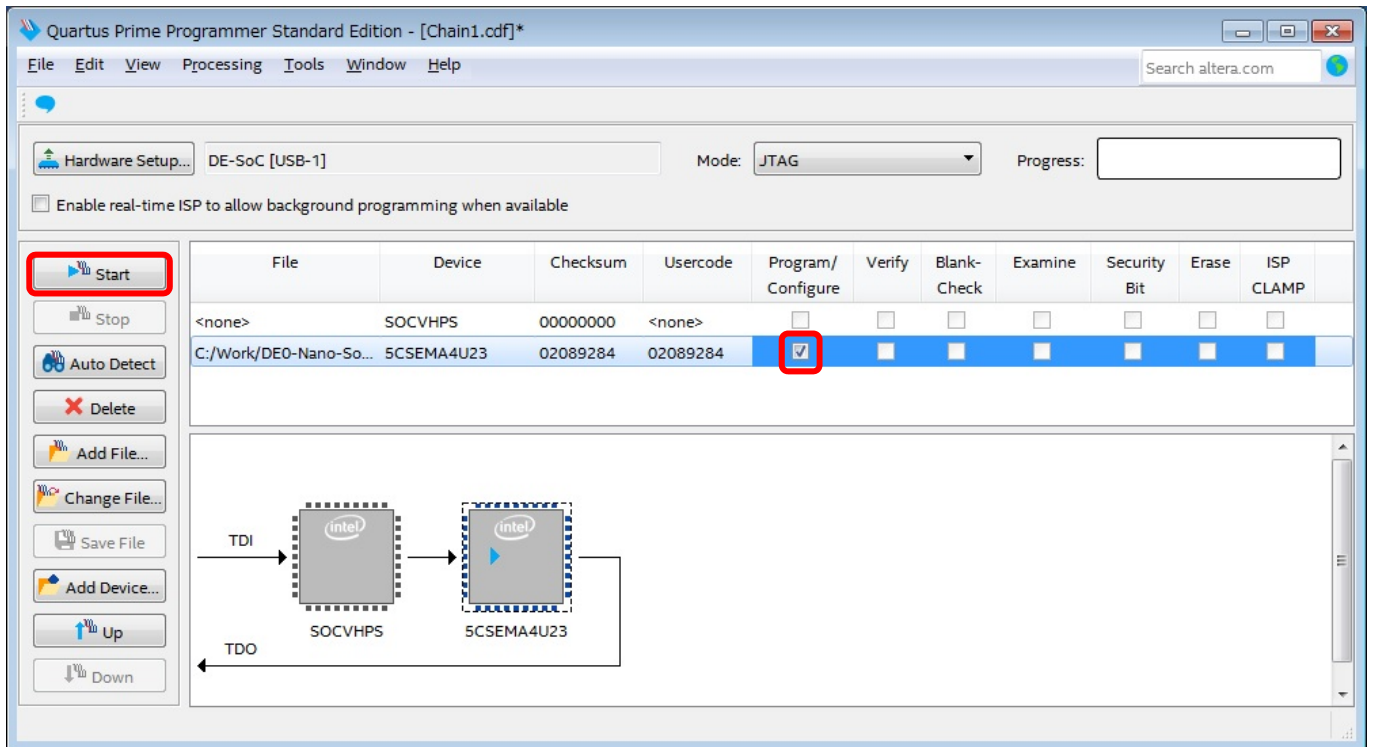 Quartus Prime Programmer Standard Edition - [Chain1.cdf]*
File Edit View Processing Tools Window Help Search altera.com
Hardware Setup... DE-SoC [USB-1] Mode: JTAG Progress:
Enable real-time ISP to allow background programming when available
Start
Stop
Auto Detect
Delete
Add File...
Change File...
Save File
Add Device...
Up
Down
File Device Checksum Usercode Program/ Verify Blank- Examine Security Erase ISP
Configure Check Bit CLAMP
<none> SOCVHPS 00000000 <none>
C:/Work/DE0-Nano-So... 5CSEMA4U23 02089284 02089284
intel intel
TDI
SOCVHPS 5CSEMA4U23
TDO